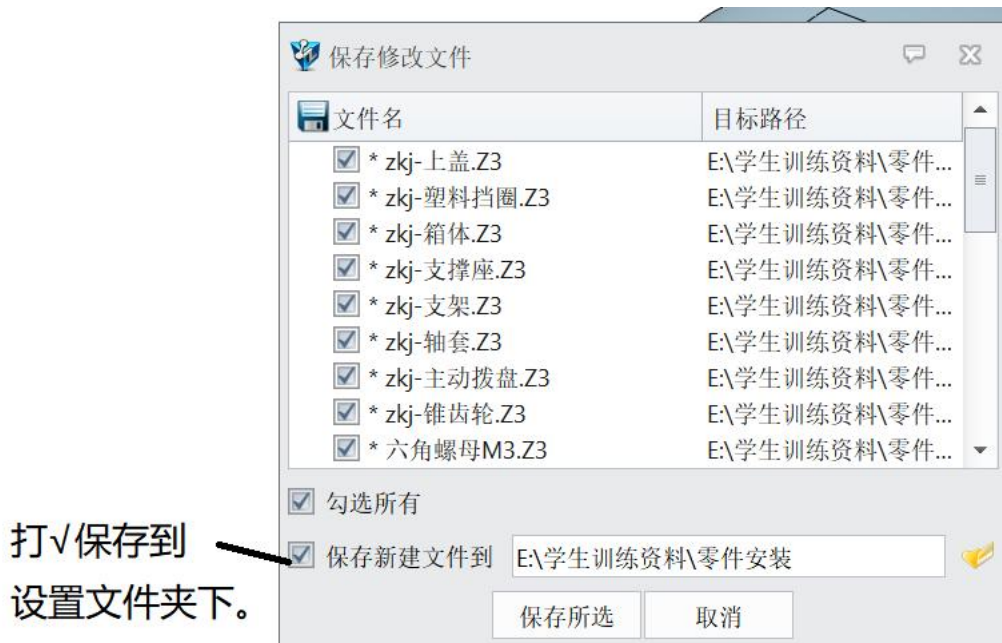 保存修改文件
文件名 目标路径
* zkj-上盖.Z3 E:\学生训练资料\零件...
* zkj-塑料挡圈.Z3 E:\学生训练资料\零件...
* zkj-箱体.Z3 E:\学生训练资料\零件...
* zkj-支撑座.Z3 E:\学生训练资料\零件...
* zkj-支架.Z3 E:\学生训练资料\零件...
* zkj-轴套.Z3 E:\学生训练资料\零件...
* zkj-主动拨盘.Z3 E:\学生训练资料\零件...
* zkj-锥齿轮.Z3 E:\学生训练资料\零件...
* 六角螺母M3.Z3 E:\学生训练资料\零件...
勾选所有
保存新建文件到 E:\学生训练资料\零件安装
保存所选 取消
打√保存到
设置文件夹下。